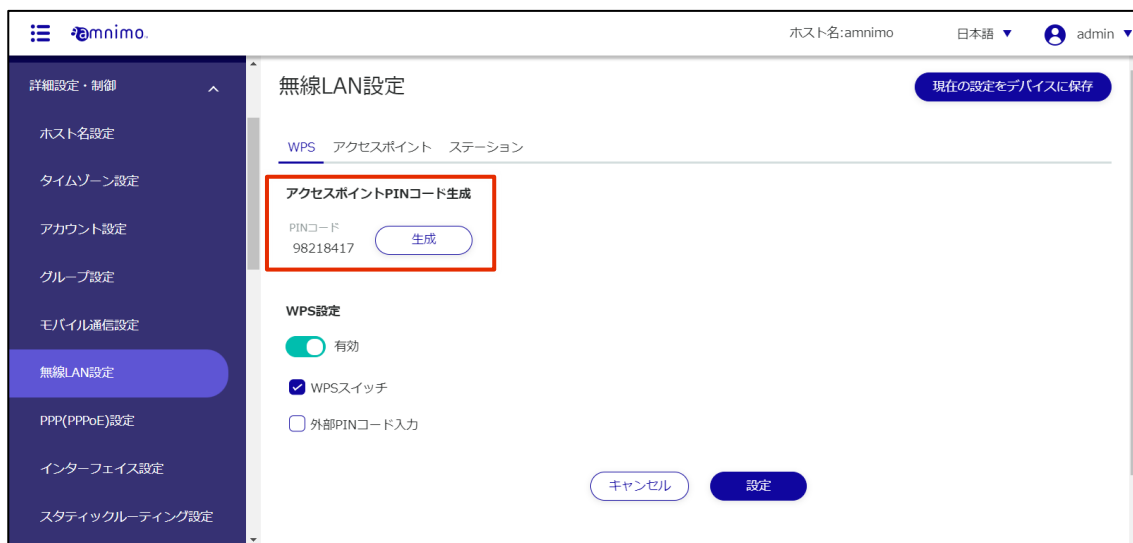 amnimo.
ホスト名:amnimo
日本語 ▼
admin ▼
詳細設定・制御
ホスト名設定
タイムゾーン設定
アカウント設定
グループ設定
モバイル通信設定
無線LAN設定
PPP(PPPoE)設定
インターフェイス設定
スタティックルーティング設定
無線LAN設定
現在の設定をデバイスに保存
WPS アクセスポイント ステーション
アクセスポイントPINコード生成
PINコード
98218417
生成
WPS設定
有効
WPSスイッチ
外部PINコード入力
キャンセル
設定